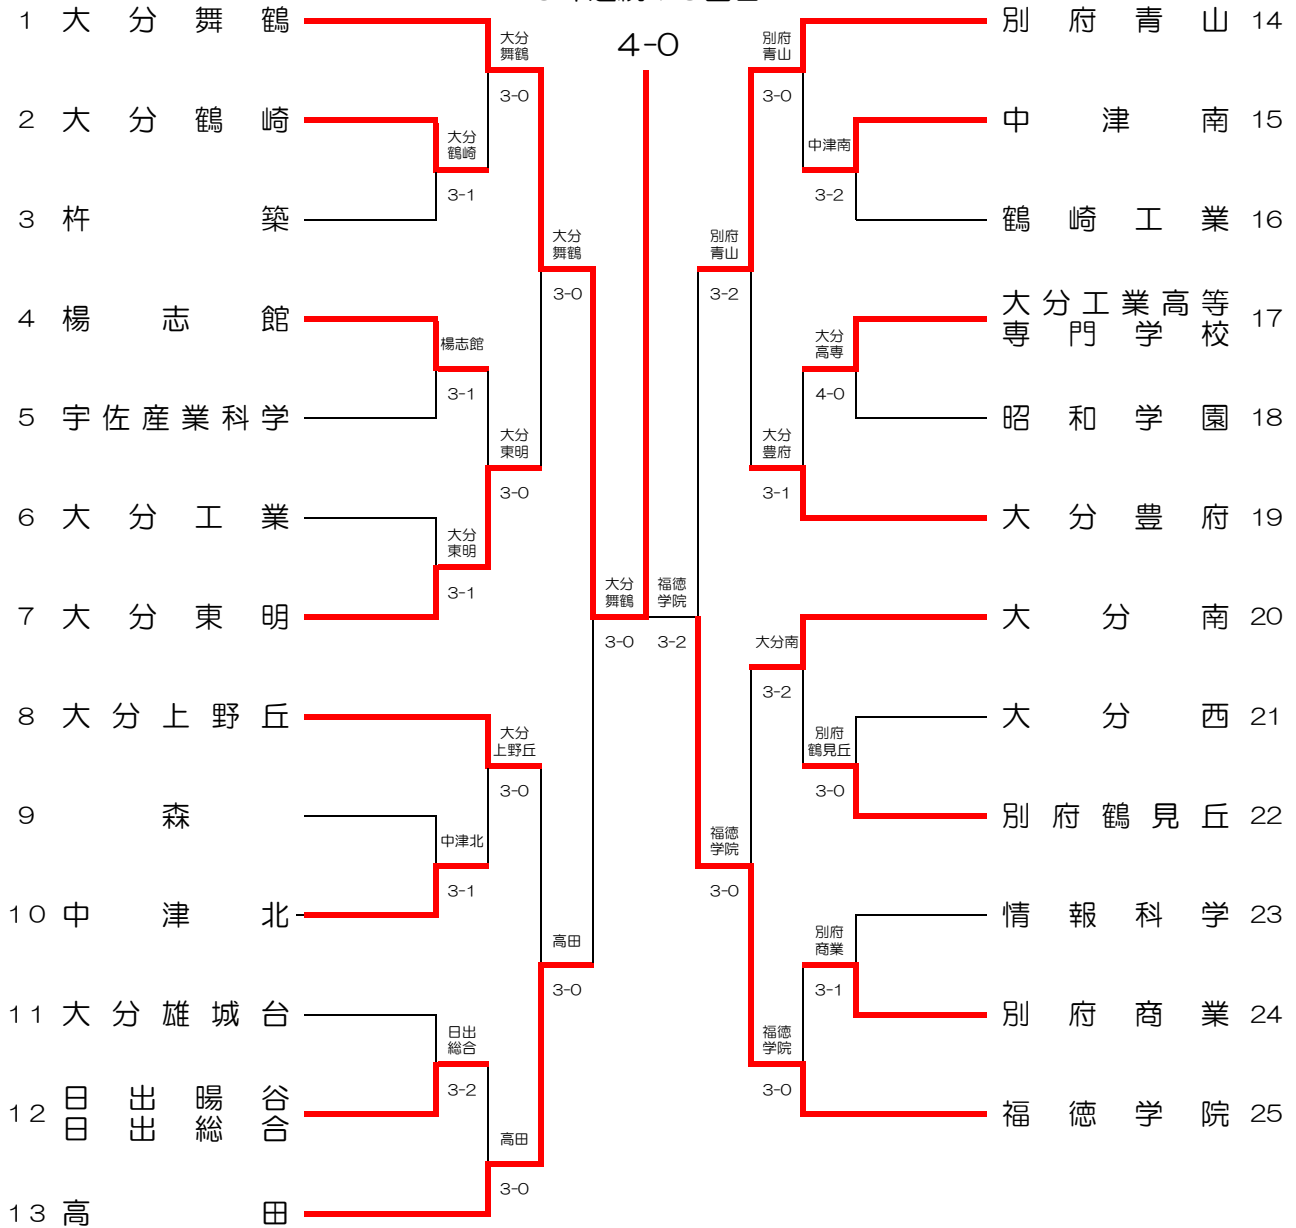 4-0
1 大分舞鶴
2 大分鶴崎
3 杵築
4 楊志館
5 宇佐産業科学
6 大分工業
7 大分東明
8 大分上野丘
9 森
10 中津北
11 大分雄城台
12 日出暘谷
日出総合
13 高田
大分
舞鶴
3-0
大分
鶴崎
3-1
大分
舞鶴
3-0
楊志館
3-1
大分
東明
3-0
大分
東明
3-1
大分
舞鶴
3-0
大分
上野丘
3-0
中津北
3-1
高田
3-0
日出
総合
3-2
高田
3-0
福徳
学院
3-2
別府
青山
3-0
中津南
3-2
別府
青山
3-2
大分
高専
4-0
大分
豊府
3-1
大分南
3-2
別府
鶴見丘
3-0
福徳
学院
3-0
別府
商業
3-1
福徳
学院
3-0
別府青山 14
中津南 15
鶴崎工業 16
大分工業高等
専門学校 17
昭和学園 18
大分豊府 19
大分南 20
大分西 21
別府鶴見丘 22
情報科学 23
別府商業 24
福徳学院 25